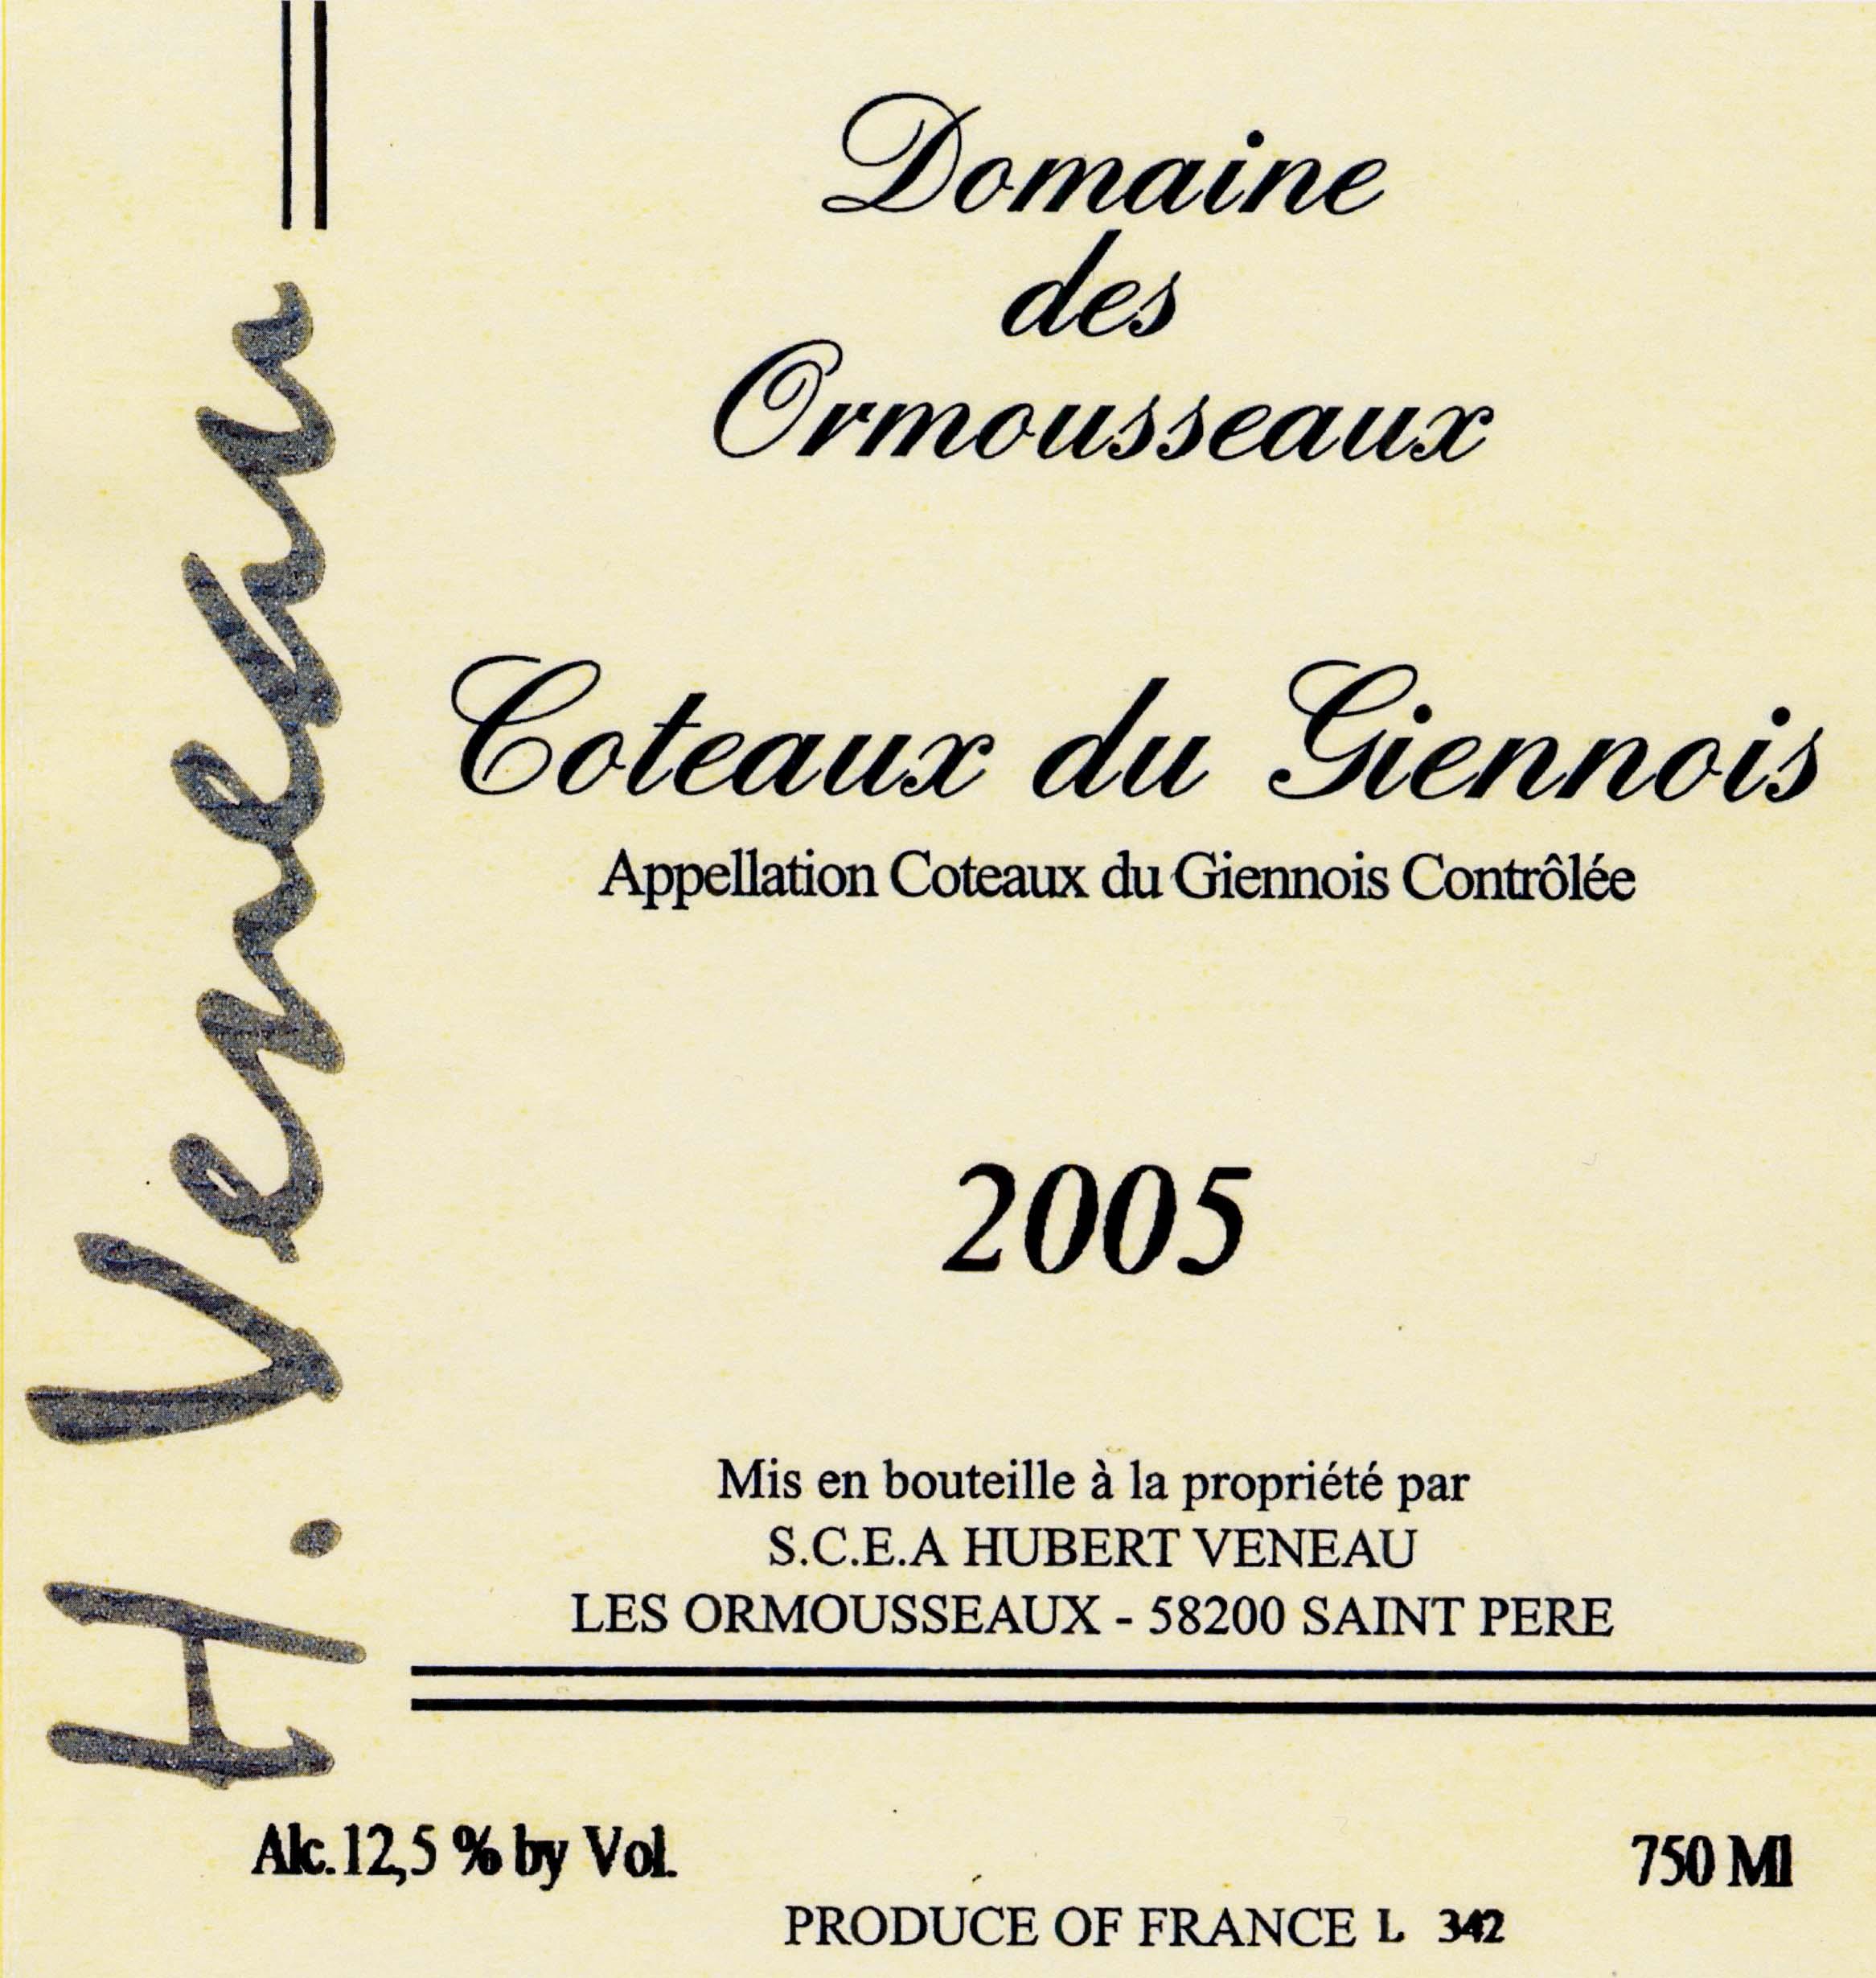 H. Veneau
Domaine
des
Ormousseaux
Coteaux du Giennois
Appellation Coteaux du Giennois Contrôlée
2005
Mis en bouteille à la propriété par
S.C.E.A HUBERT VENEAU
LES ORMOUSSEAUX - 58200 SAINT PERE
Alc.12,5 % by Vol.
750 Ml
PRODUCE OF FRANCE L 342